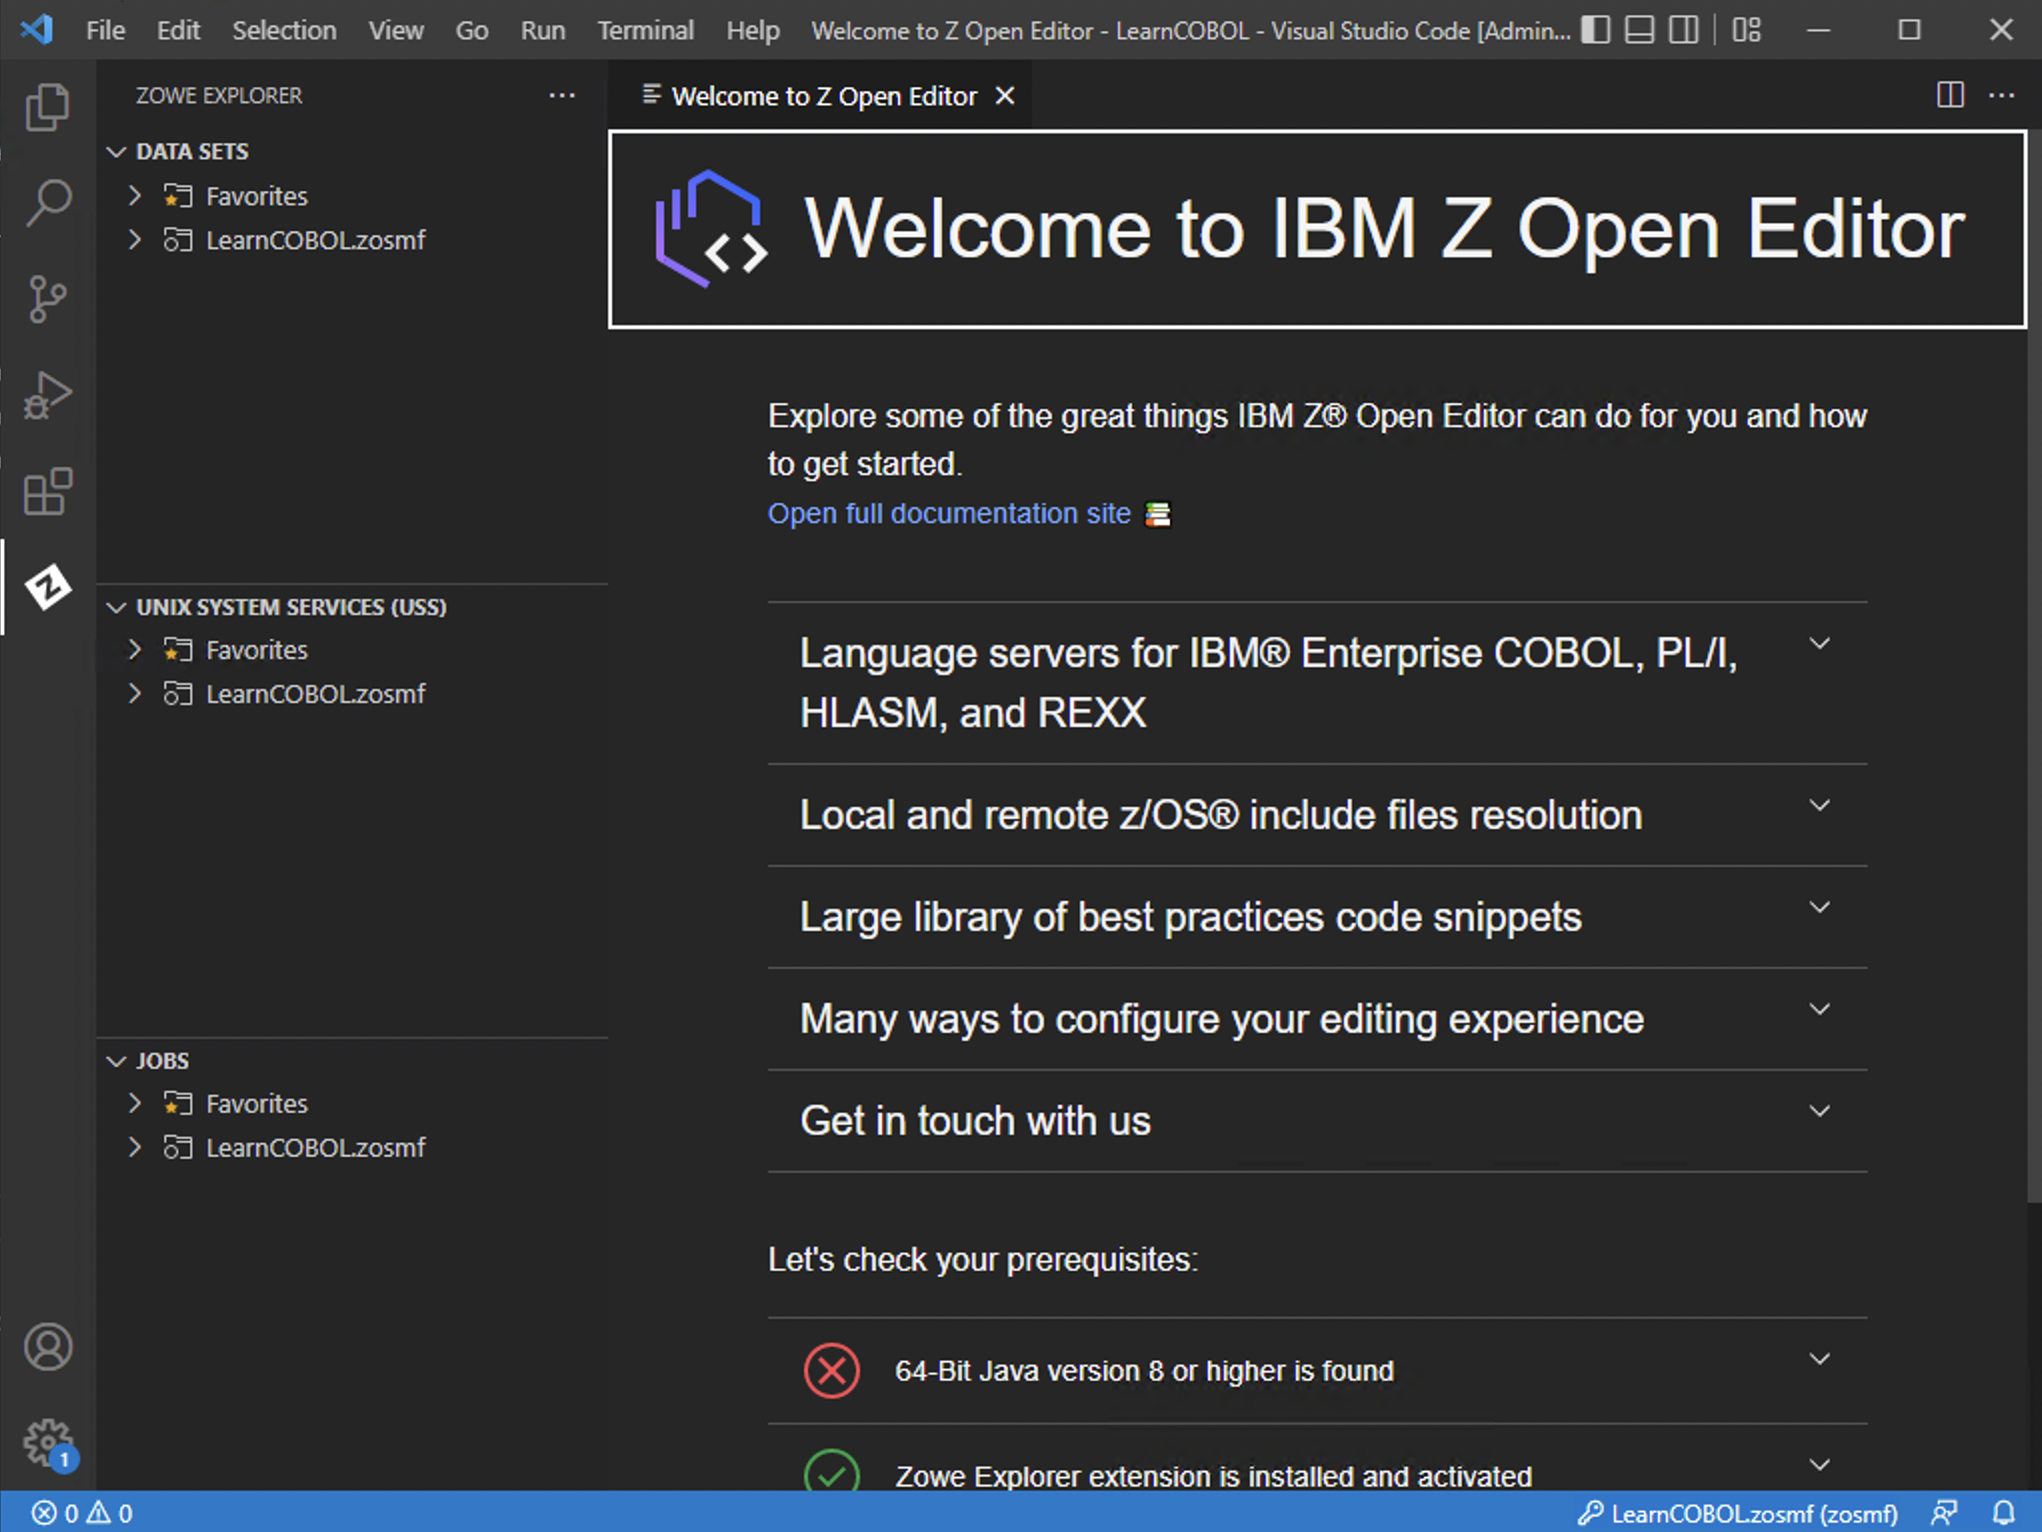 File Edit Selection View Go Run Terminal Help Welcome to Z Open Editor - LearnCOBOL - Visual Studio Code [Admin...
ZOWE EXPLORER
Welcome to Z Open Editor
DATA SETS
Favorites
LearnCOBOL.zosmf
UNIX SYSTEM SERVICES (USS)
Favorites
LearnCOBOL.zosmf
JOBS
Favorites
LearnCOBOL.zosmf
1
Welcome to IBM Z Open Editor
Explore some of the great things IBM Z® Open Editor can do for you and how
to get started.
Open full documentation site
Language servers for IBM® Enterprise COBOL, PL/I,
HLASM, and REXX
Local and remote z/OS® include files resolution
Large library of best practices code snippets
Many ways to configure your editing experience
Get in touch with us
Let's check your prerequisites:
64-Bit Java version 8 or higher is found
Zowe Explorer extension is installed and activated
0 0
LearnCOBOL.zosmf (zosmf)